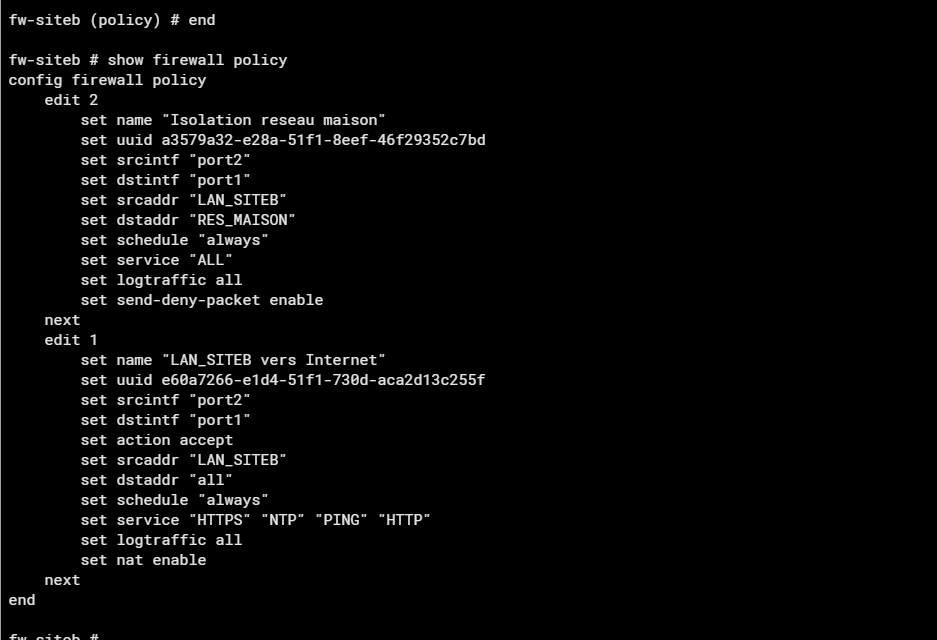 fw-siteb (policy) # end
fw-siteb # show firewall policy
config firewall policy
edit 2
set name "Isolation reseau maison"
set uuid a3579a32-e28a-51f1-8eef-46f29352c7bd
set srcintf "port2"
set dstintf "port1"
set srcaddr "LAN_SITEB"
set dstaddr "RES_MAISON"
set schedule "always"
set service "ALL"
set logtraffic all
set send-deny-packet enable
next
edit 1
set name "LAN_SITEB vers Internet"
set uuid e60a7266-e1d4-51f1-730d-aca2d13c255f
set srcintf "port2"
set dstintf "port1"
set action accept
set srcaddr "LAN_SITEB"
set dstaddr "all"
set schedule "always"
set service "HTTPS" "NTP" "PING" "HTTP"
set logtraffic all
set nat enable
next
end
fw-siteb #